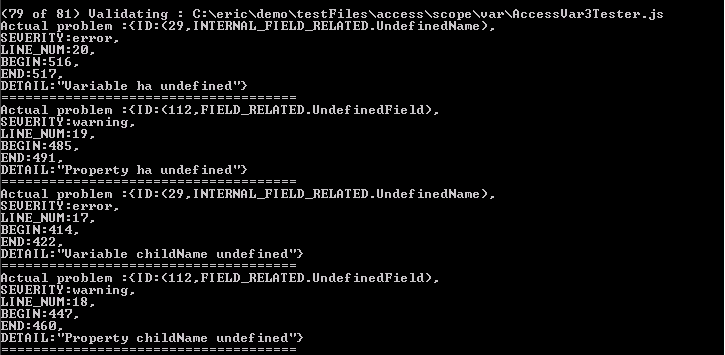 (79 of 81) Validating : C:\eric\demo\testFiles\access\scope\var\AccessVar3Tester.js
Actual problem :{ID:(29,INTERNAL_FIELD_RELATED.UndefinedName),
SEVERITY:error,
LINE_NUM:20,
BEGIN:516,
END:517,
DETAIL:"Variable ha undefined"}
=====================================
Actual problem :{ID:(112,FIELD_RELATED.UndefinedField),
SEVERITY:warning,
LINE_NUM:19,
BEGIN:485,
END:491,
DETAIL:"Property ha undefined"}
=====================================
Actual problem :{ID:(29,INTERNAL_FIELD_RELATED.UndefinedName),
SEVERITY:error,
LINE_NUM:17,
BEGIN:414,
END:422,
DETAIL:"Variable childName undefined"}
=====================================
Actual problem :{ID:(112,FIELD_RELATED.UndefinedField),
SEVERITY:warning,
LINE_NUM:18,
BEGIN:447,
END:460,
DETAIL:"Property childName undefined"}
=====================================